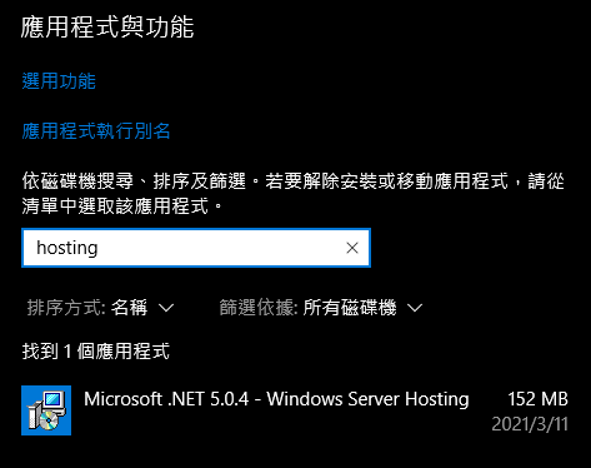 應用程式與功能
選用功能
應用程式執行別名
依磁碟機搜尋、排序及篩選。若要解除安裝或移動應用程式，請從
清單中選取該應用程式。
hosting
排序方式: 名稱 篩選依據: 所有磁碟機
找到 1 個應用程式
Microsoft .NET 5.0.4 - Windows Server Hosting 152 MB
2021/3/11